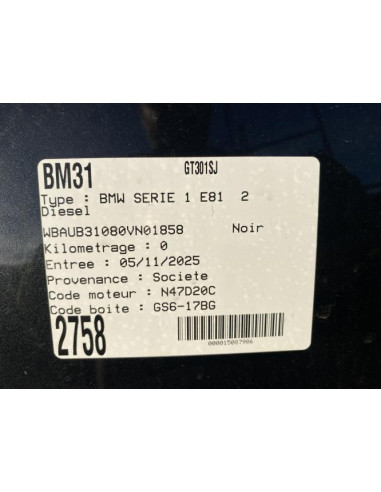 GT301SJ
BM31
Type : BMW SERIE 1 E81 2
Diesel
WBAUB31080VN01858 Noir
Kilometrage : 0
Entree : 05/11/2025
Provenance : Societe
Code moteur : N47D20C
Code boite : GS6-17BG
2758
000015087986